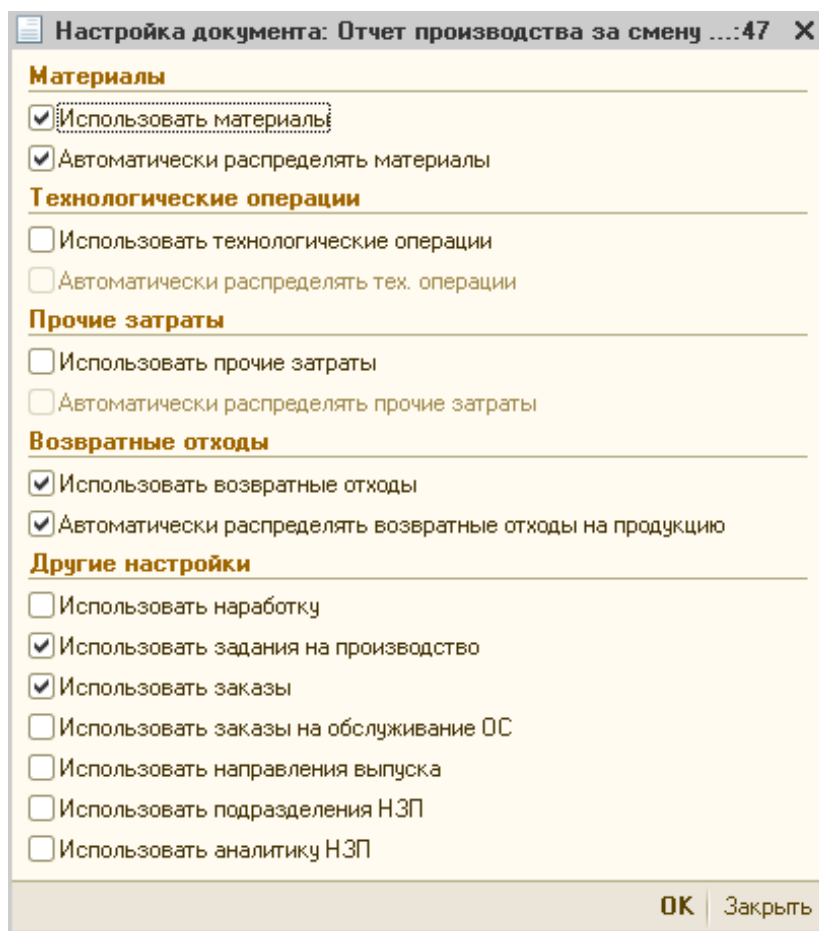 Настройка документа: Отчет производства за смену ...:47
Материалы
Использовать материалы
Автоматически распределять материалы
Технологические операции
Использовать технологические операции
Автоматически распределять тех. операции
Прочие затраты
Использовать прочие затраты
Автоматически распределять прочие затраты
Возвратные отходы
Использовать возвратные отходы
Автоматически распределять возвратные отходы на продукцию
Другие настройки
Использовать наработку
Использовать задания на производство
Использовать заказы
Использовать заказы на обслуживание ОС
Использовать направления выпуска
Использовать подразделения НЗП
Использовать аналитику НЗП
OK Закрыть